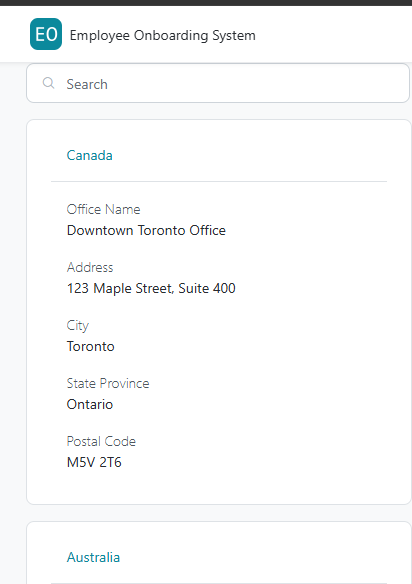 EO Employee Onboarding System
Search
Canada
Office Name
Downtown Toronto Office
Address
123 Maple Street, Suite 400
City
Toronto
State Province
Ontario
Postal Code
M5V 2T6
Australia